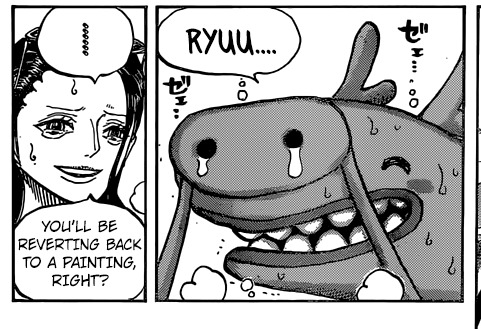 ゼェ...
RYUU....
ゼェ...
........
YOU'LL BE
REVERTING BACK
TO A PAINTING,
RIGHT?